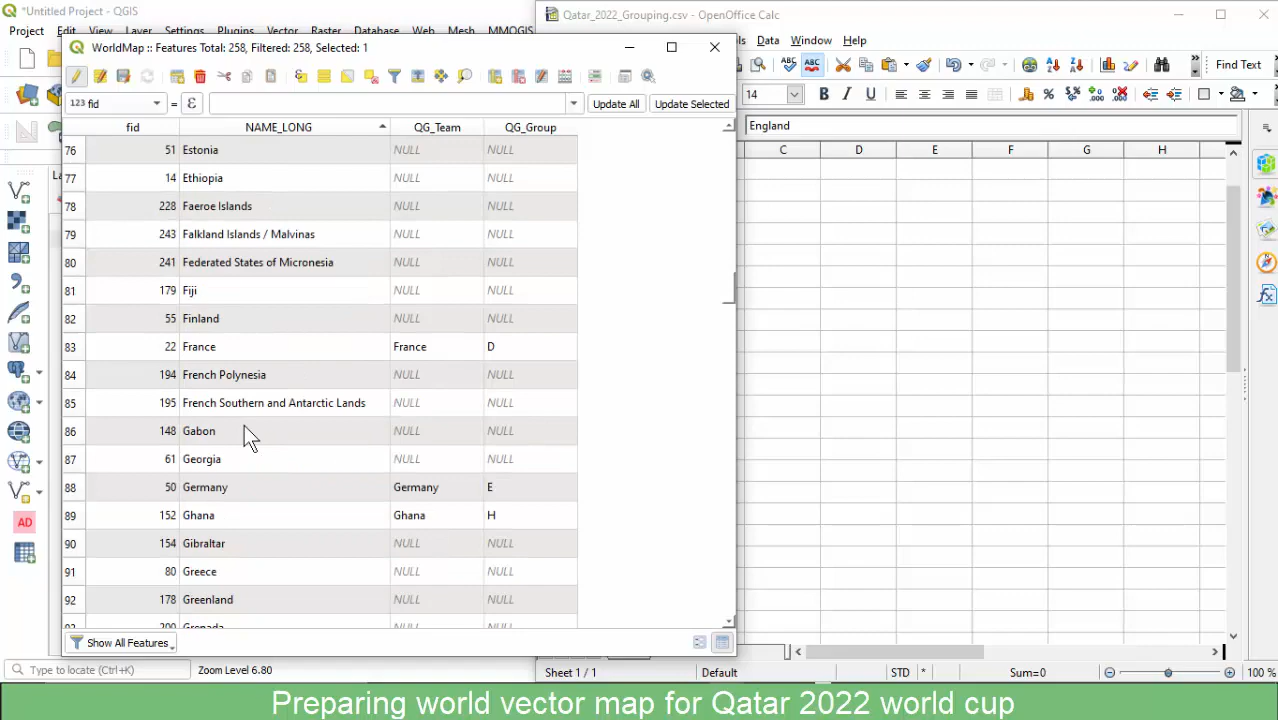 *Untitled Project - QGIS
Project Edit View Layer Settings Plugins Vector Raster Database Web Mesh MMQGIS
WorldMap :: Features Total: 258, Filtered: 258, Selected: 1
123 fid = ε Update All Update Selected
fid NAME_LONG QG_Team QG_Group
76 51 Estonia NULL NULL
77 14 Ethiopia NULL NULL
78 228 Faeroe Islands NULL NULL
79 243 Falkland Islands / Malvinas NULL NULL
80 241 Federated States of Micronesia NULL NULL
81 179 Fiji NULL NULL
82 55 Finland NULL NULL
83 22 France France D
84 194 French Polynesia NULL NULL
85 195 French Southern and Antarctic Lands NULL NULL
86 148 Gabon NULL NULL
87 61 Georgia NULL NULL
88 50 Germany Germany E
89 152 Ghana Ghana H
90 154 Gibraltar NULL NULL
91 80 Greece NULL NULL
92 178 Greenland NULL NULL
93 200 Grenada NULL NULL
Show All Features
AD
Type to locate (Ctrl+K) Zoom Level 6.80
Qatar_2022_Grouping.csv - OpenOffice Calc
Data Window Help
Find Text
14 B I U
England
C D E F G H
Sheet 1 / 1 Default STD * Sum=0 100 %
Preparing world vector map for Qatar 2022 world cup